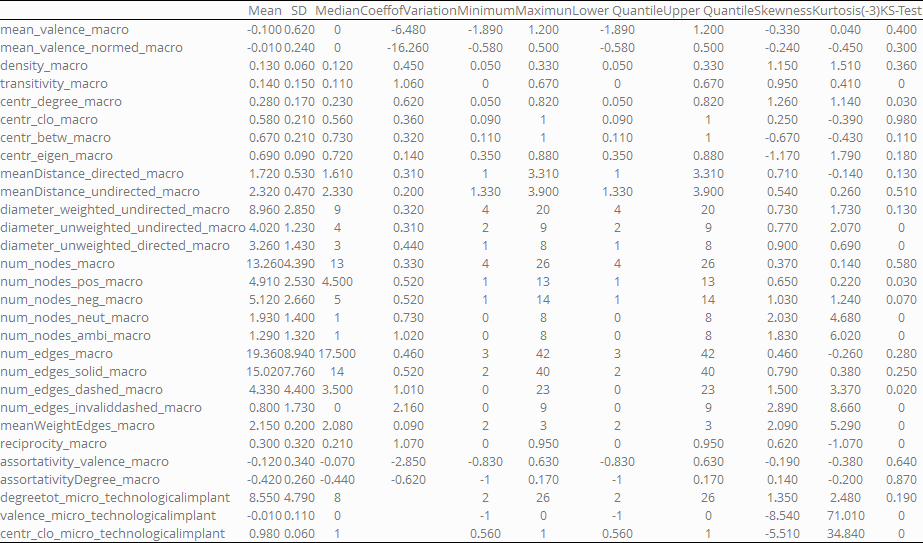 Mean SD Median CoeffofVariation Minimum Maximun Lower Quantile Upper Quantile Skewness Kurtosis(-3) KS-Test
mean_valence_macro -0.100 0.620 0 -6.480 -1.890 1.200 -1.890 1.200 -0.330 0.040 0.400
mean_valence_normed_macro -0.010 0.240 0 -16.260 -0.580 0.500 -0.580 0.500 -0.240 -0.450 0.300
density_macro 0.130 0.060 0.120 0.450 0.050 0.330 0.050 0.330 1.150 1.510 0.360
transitivity_macro 0.140 0.150 0.110 1.060 0 0.670 0 0.670 0.950 0.410 0
centr_degree_macro 0.280 0.170 0.230 0.620 0.050 0.820 0.050 0.820 1.260 1.140 0.030
centr_clo_macro 0.580 0.210 0.560 0.360 0.090 1 0.090 1 0.250 -0.390 0.980
centr_betw_macro 0.670 0.210 0.730 0.320 0.110 1 0.110 1 -0.670 -0.430 0.110
centr_eigen_macro 0.690 0.090 0.720 0.140 0.350 0.880 0.350 0.880 -1.170 1.790 0.180
meanDistance_directed_macro 1.720 0.530 1.610 0.310 1 3.310 1 3.310 0.710 -0.140 0.130
meanDistance_undirected_macro 2.320 0.470 2.330 0.200 1.330 3.900 1.330 3.900 0.540 0.260 0.510
diameter_weighted_undirected_macro 8.960 2.850 9 0.320 4 20 4 20 0.730 1.730 0.130
diameter_unweighted_undirected_macro 4.020 1.230 4 0.310 2 9 2 9 0.770 2.070 0
diameter_unweighted_directed_macro 3.260 1.430 3 0.440 1 8 1 8 0.900 0.690 0
num_nodes_macro 13.260 4.390 13 0.330 4 26 4 26 0.370 0.140 0.580
num_nodes_pos_macro 4.910 2.530 4.500 0.520 1 13 1 13 0.650 0.220 0.030
num_nodes_neg_macro 5.120 2.660 5 0.520 1 14 1 14 1.030 1.240 0.070
num_nodes_neut_macro 1.930 1.400 1 0.730 0 8 0 8 2.030 4.680 0
num_nodes_ambi_macro 1.290 1.320 1 1.020 0 8 0 8 1.830 6.020 0
num_edges_macro 19.360 8.940 17.500 0.460 3 42 3 42 0.460 -0.260 0.280
num_edges_solid_macro 15.020 7.760 14 0.520 2 40 2 40 0.790 0.380 0.250
num_edges_dashed_macro 4.330 4.400 3.500 1.010 0 23 0 23 1.500 3.370 0.020
num_edges_invaliddashed_macro 0.800 1.730 0 2.160 0 9 0 9 2.890 8.660 0
meanWeightEdges_macro 2.150 0.200 2.080 0.090 2 3 2 3 2.090 5.290 0
reciprocity_macro 0.300 0.320 0.210 1.070 0 0.950 0 0.950 0.620 -1.070 0
assortativity_valence_macro -0.120 0.340 -0.070 -2.850 -0.830 0.630 -0.830 0.630 -0.190 -0.380 0.640
assortativityDegree_macro -0.420 0.260 -0.440 -0.620 -1 0.170 -1 0.170 0.140 -0.200 0.870
degreetot_micro_technologicalimplant 8.550 4.790 8 2 26 2 26 1.350 2.480 0.190
valence_micro_technologicalimplant -0.010 0.110 0 -1 0 -1 0 -8.540 71.010 0
centr_clo_micro_technologicalimplant 0.980 0.060 1 0.560 1 0.560 1 -5.510 34.840 0